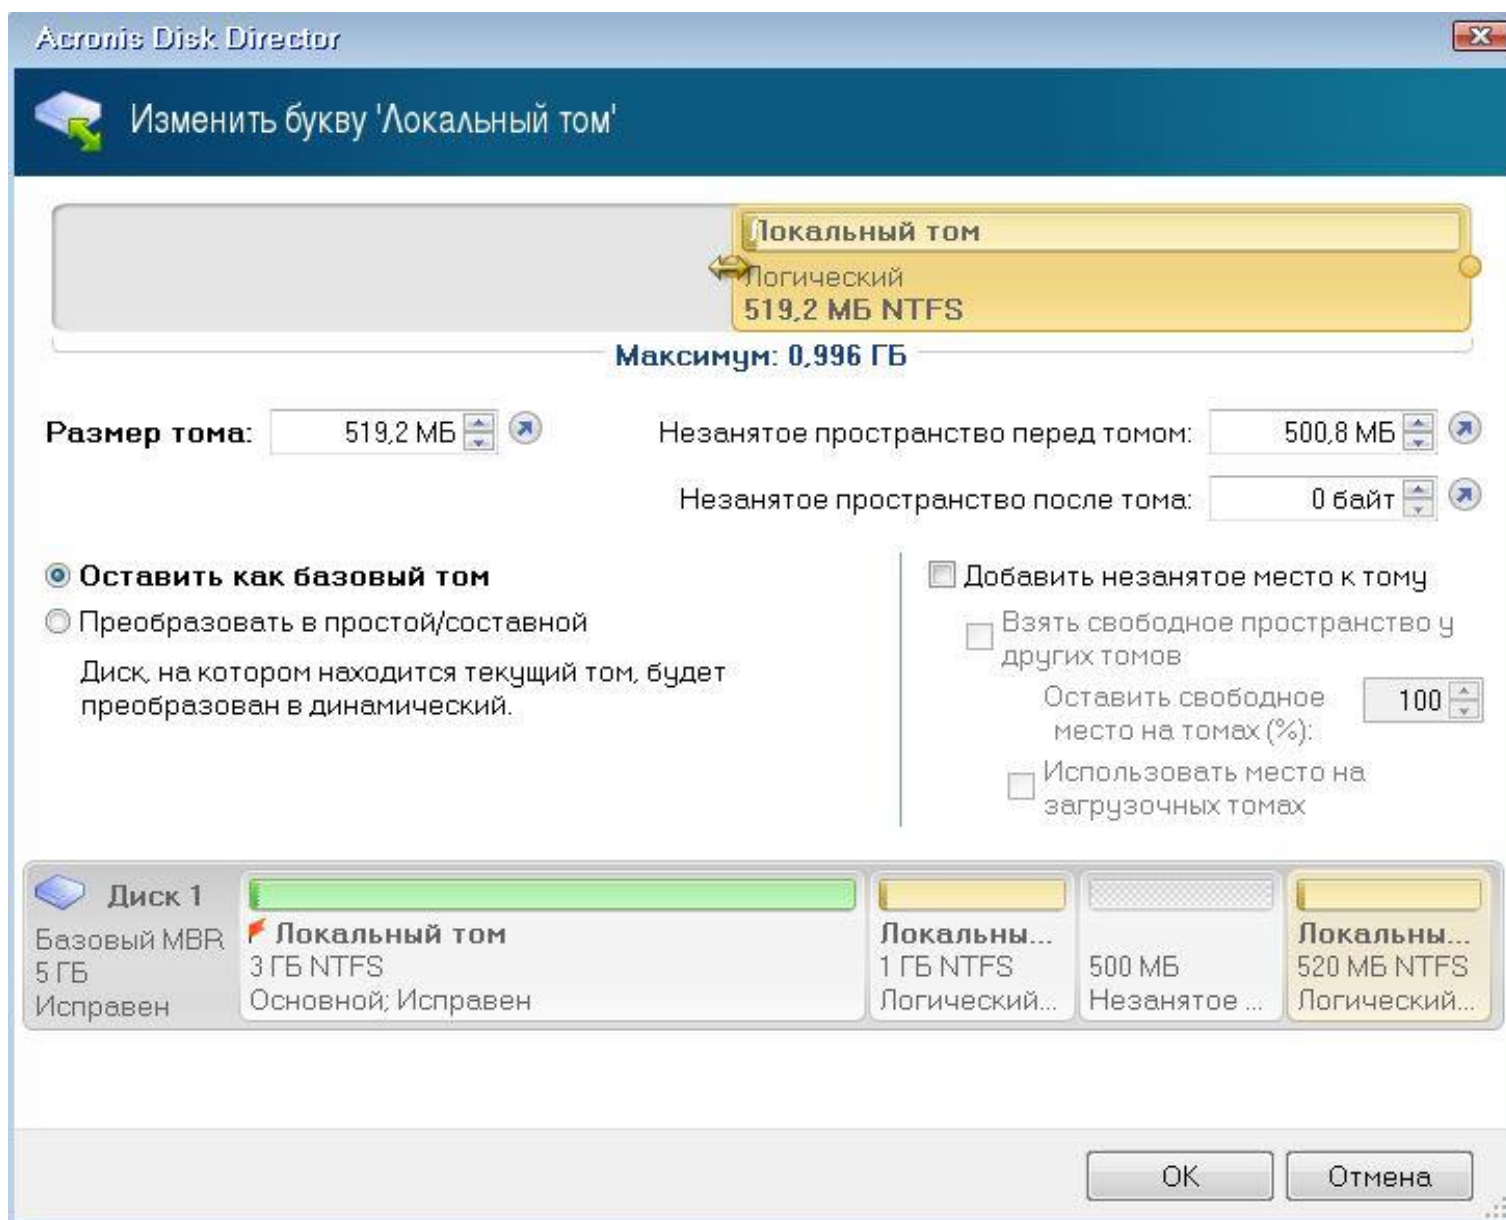 Acronis Disk Director
Изменить букву 'Локальный том'
Локальный том
Логический
519,2 МБ NTFS
Максимум: 0,996 ГБ
Размер тома: 519,2 МБ Незанятое пространство перед томом: 500,8 МБ
Незанятое пространство после тома: 0 байт
Оставить как базовый том
Преобразовать в простой/составной
Диск, на котором находится текущий том, будет
преобразован в динамический.
Добавить незанятое место к тому
Взять свободное пространство у
других томов
Оставить свободное 100
место на томах (%):
Использовать место на
загрузочных томах
Диск 1
Базовый MBR
5 ГБ
Исправен
Локальный том
3 ГБ NTFS
Основной; Исправен
Локальны...
1 ГБ NTFS
Логический...
500 МБ
Незанятое ...
Локальны...
520 МБ NTFS
Логический...
OK Отмена